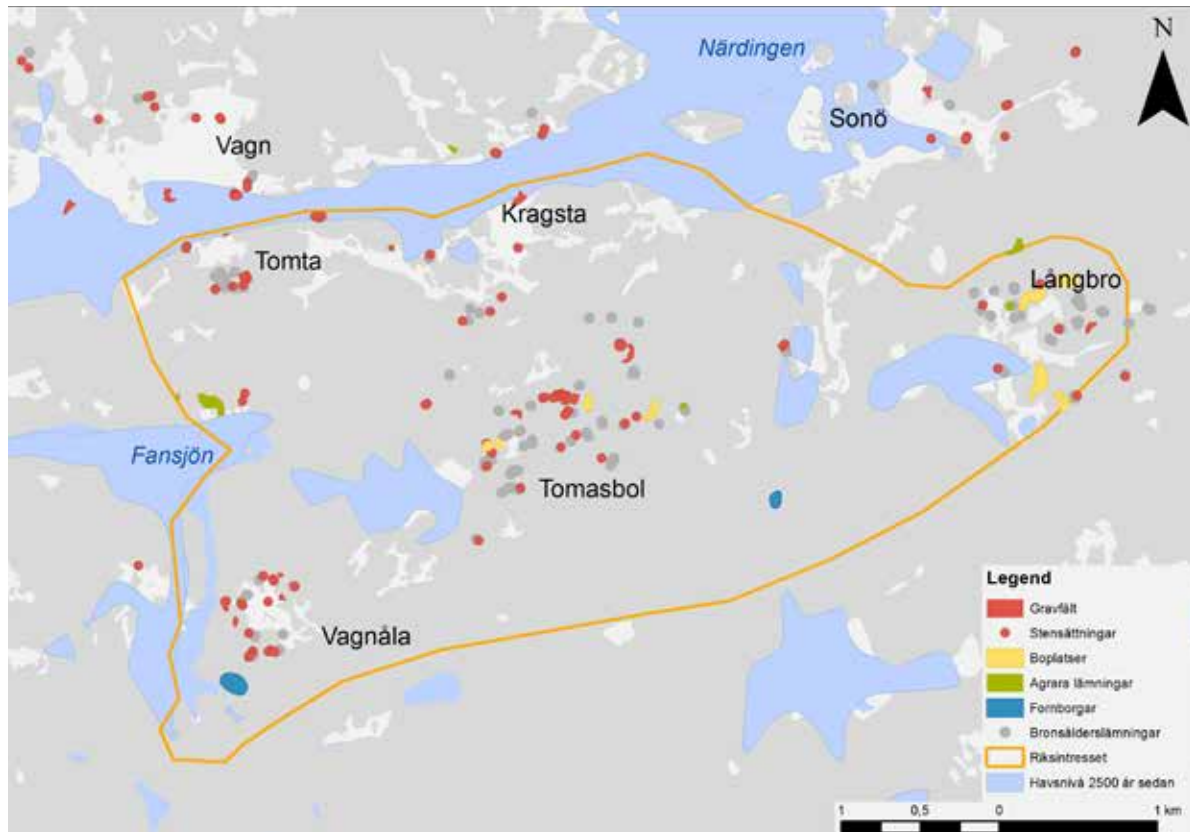 Närdingen
N
Sonö
Vagn
Kragsta
Tomta
Långbro
Fansjön
Tomasbol
Vagnåla
Legend
Gravfält
Stensättningar
Boplatser
Agrara lämningar
Fornborgar
Bronsålderslämningar
Riksintresset
Havsnivå 2500 år sedan
1 0,5 0 1 km